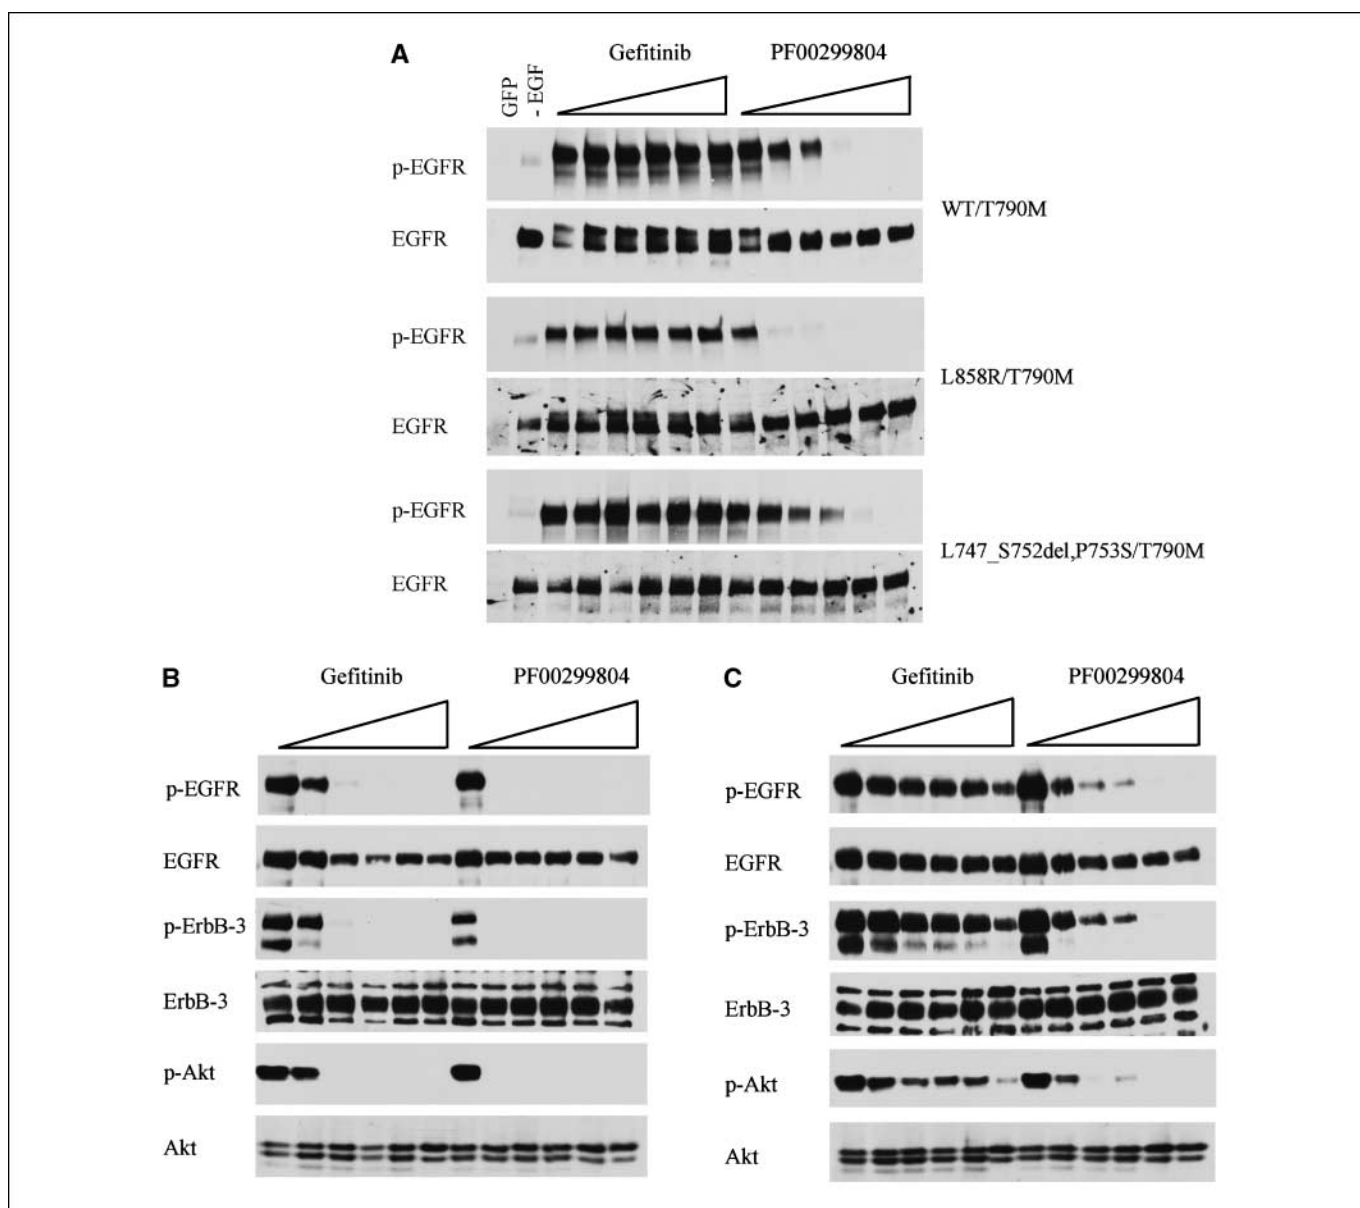 A
Gefitinib
PF00299804
GFP
- EGF
p-EGFR
EGFR
WT/T790M
p-EGFR
EGFR
L858R/T790M
p-EGFR
EGFR
L747_S752del,P753S/T790M
B
Gefitinib
PF00299804
p-EGFR
EGFR
p-ErbB-3
ErbB-3
p-Akt
Akt
C
Gefitinib
PF00299804
p-EGFR
EGFR
p-ErbB-3
ErbB-3
p-Akt
Akt